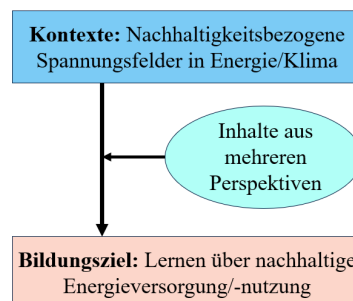 Kontexte: Nachhaltigkeitsbezogene
Spannungsfelder in Energie/Klima
Inhalte aus
mehreren
Perspektiven
Bildungsziel: Lernen über nachhaltige
Energieversorgung/-nutzung